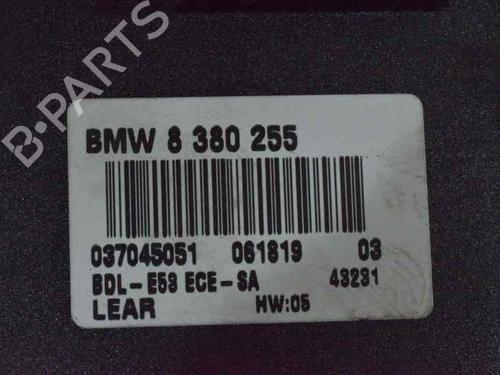 B-PARTS
BMW 8 380 255
037045051 061819 03
BDL-E53 ECE-SA 43231
LEAR HW:05